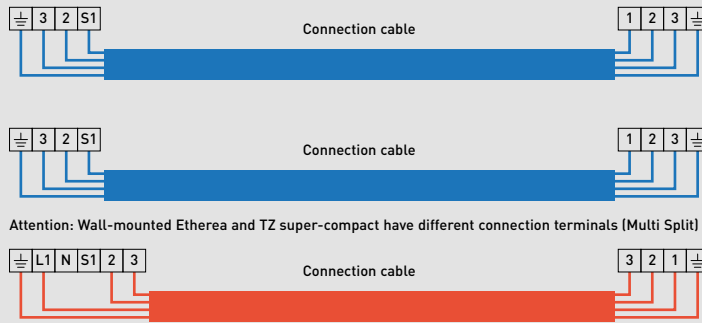 ⏚ 3 2 S1 Connection cable 1 2 3 ⏚
⏚ 3 2 S1 Connection cable 1 2 3 ⏚
Attention: Wall-mounted Etherea and TZ super-compact have different connection terminals (Multi Split)
⏚ L1 N S1 2 3 Connection cable 3 2 1 ⏚